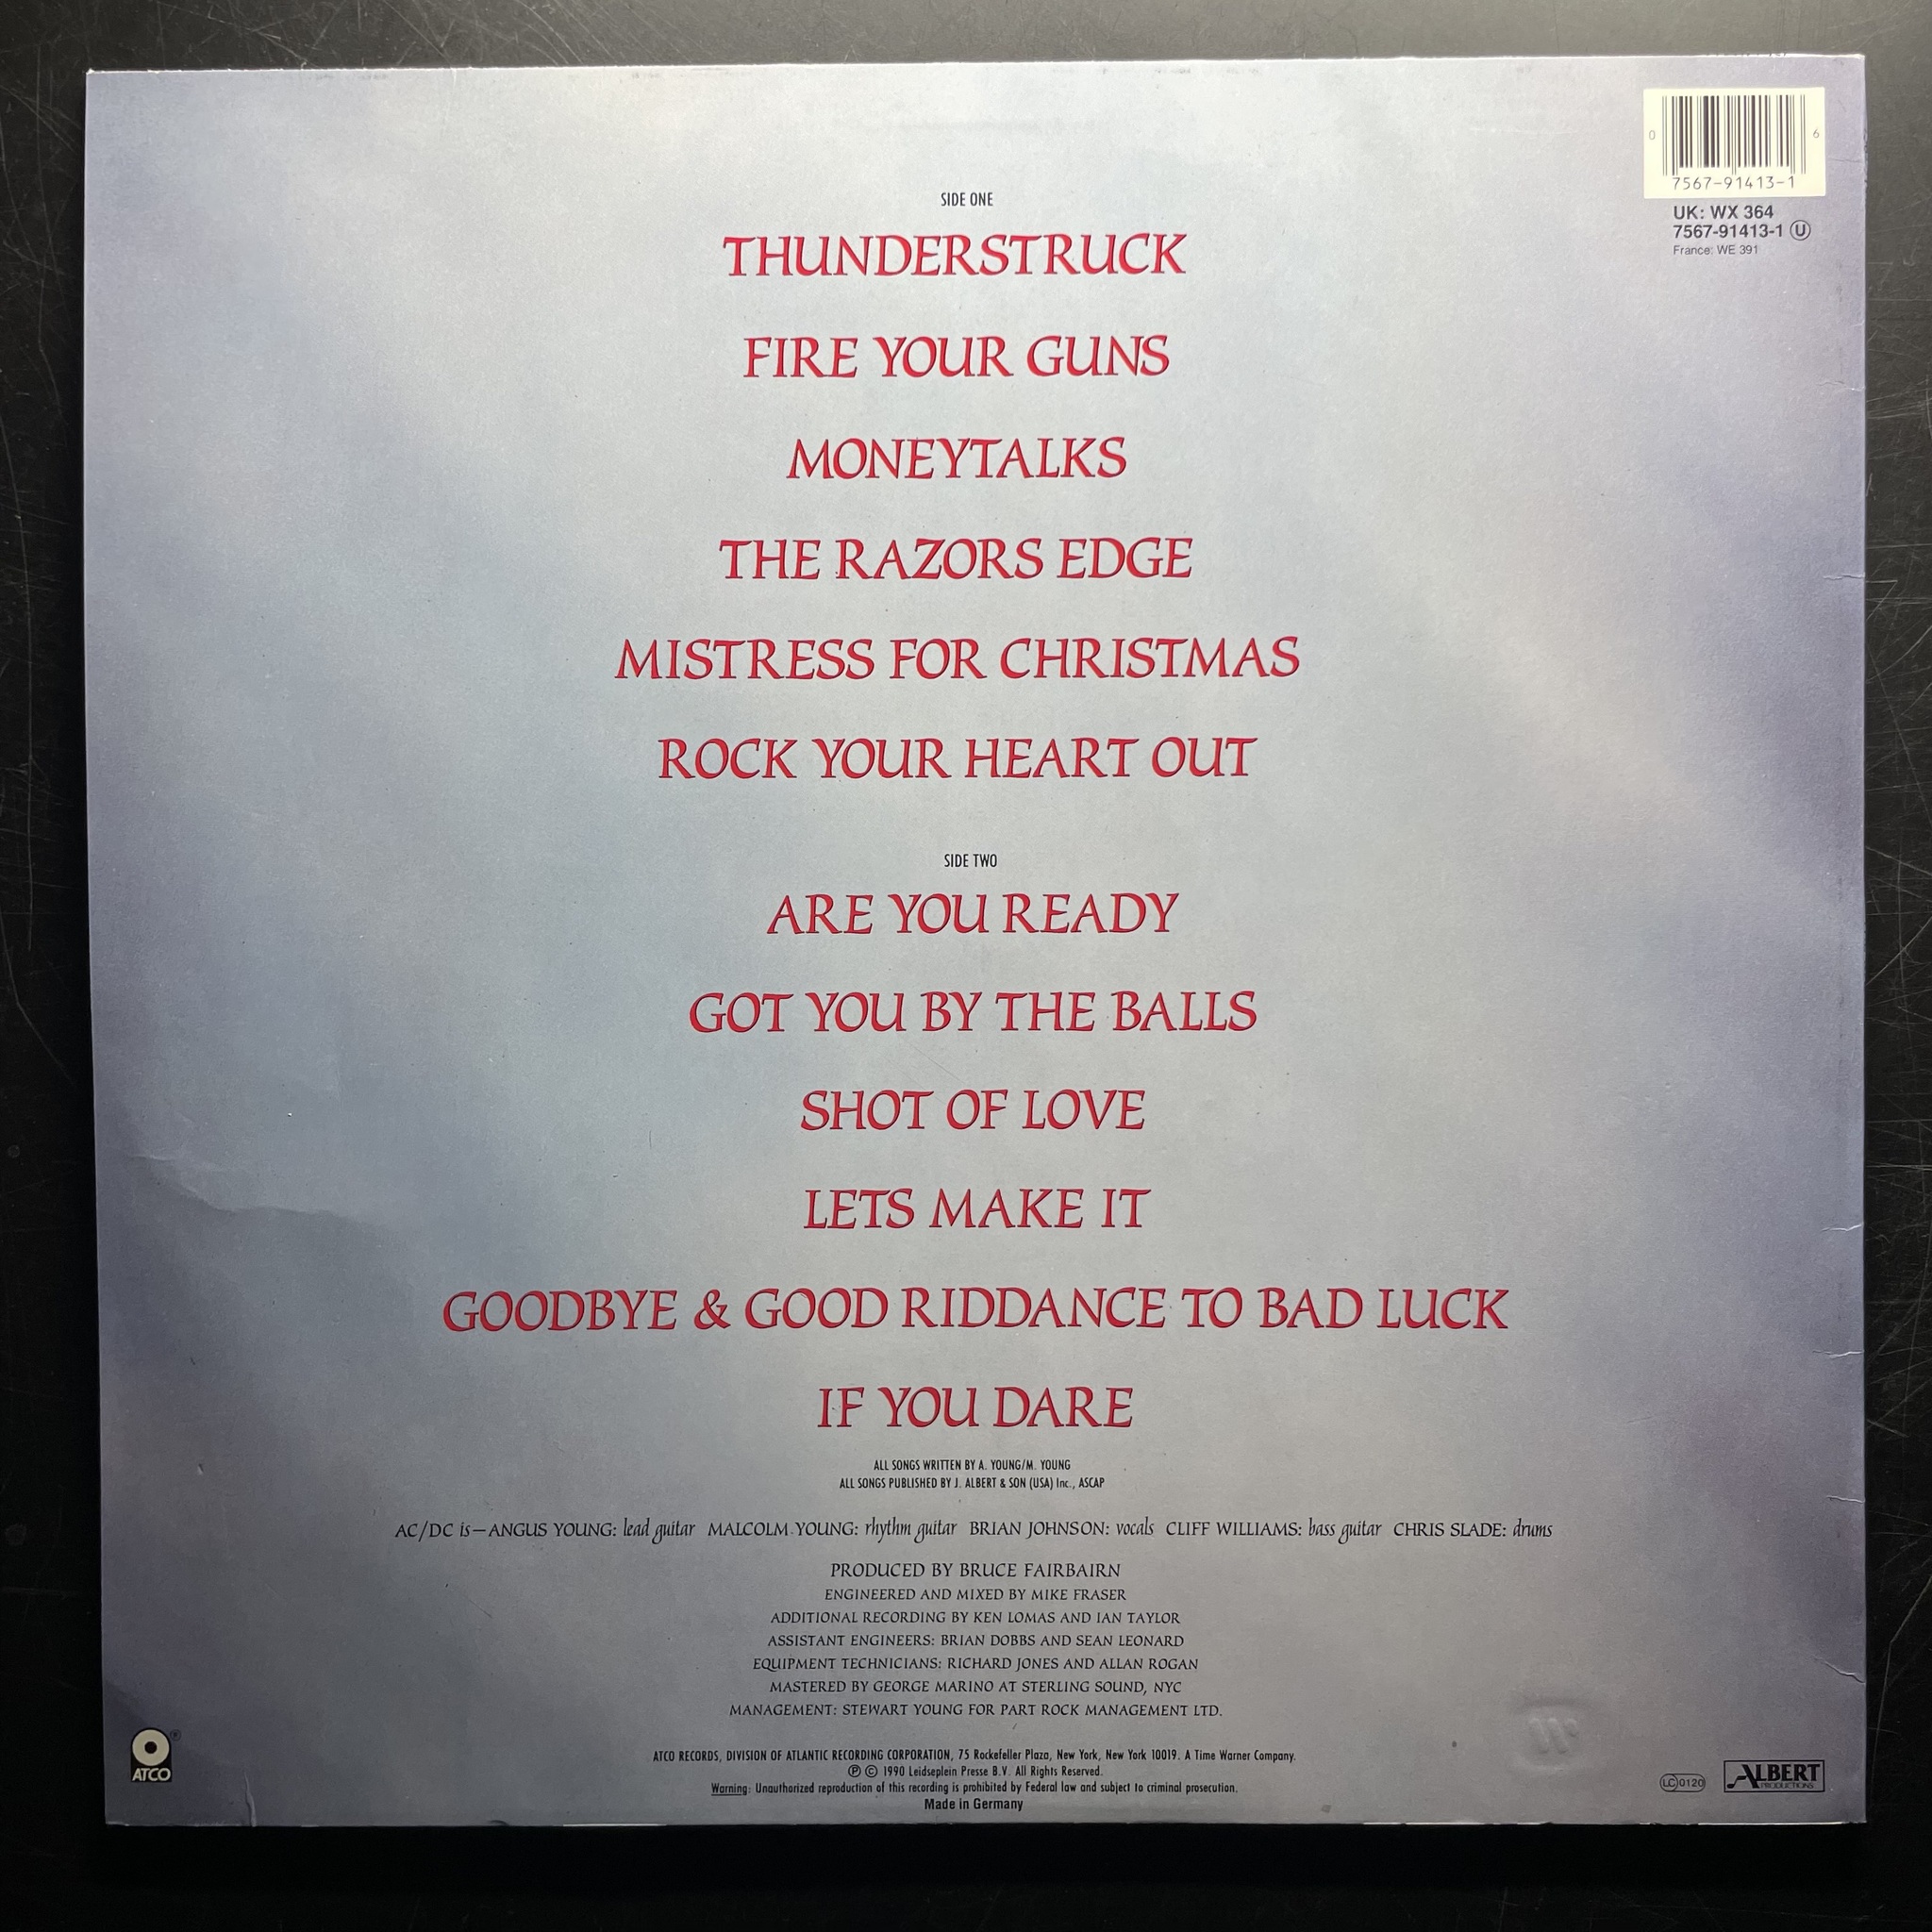 0 6
7567-91413-1
UK: WX 364
7567-91413-1 Ⓤ
France: WE 391
SIDE ONE
THUNDERSTRUCK
FIRE YOUR GUNS
MONEYTALKS
THE RAZORS EDGE
MISTRESS FOR CHRISTMAS
ROCK YOUR HEART OUT
SIDE TWO
ARE YOU READY
GOT YOU BY THE BALLS
SHOT OF LOVE
LETS MAKE IT
GOODBYE & GOOD RIDDANCE TO BAD LUCK
IF YOU DARE
ALL SONGS WRITTEN BY A. YOUNG/M. YOUNG
ALL SONGS PUBLISHED BY J. ALBERT & SON (USA) Inc., ASCAP
AC/DC is—ANGUS YOUNG: lead guitar MALCOLM YOUNG: rhythm guitar BRIAN JOHNSON: vocals CLIFF WILLIAMS: bass guitar CHRIS SLADE: drums
PRODUCED BY BRUCE FAIRBAIRN
ENGINEERED AND MIXED BY MIKE FRASER
ADDITIONAL RECORDING BY KEN LOMAS AND IAN TAYLOR
ASSISTANT ENGINEERS: BRIAN DOBBS AND SEAN LEONARD
EQUIPMENT TECHNICIANS: RICHARD JONES AND ALLAN ROGAN
MASTERED BY GEORGE MARINO AT STERLING SOUND, NYC
MANAGEMENT: STEWART YOUNG FOR PART ROCK MANAGEMENT LTD.
ATCO RECORDS, DIVISION OF ATLANTIC RECORDING CORPORATION, 75 Rockefeller Plaza, New York, New York 10019. A Time Warner Company.
℗ © 1990 Leidseplein Presse B.V. All Rights Reserved.
Warning: Unauthorized reproduction of this recording is prohibited by Federal law and subject to criminal prosecution.
Made in Germany
®
ATCO
LC 0120
ALBERT
PRODUCTIONS